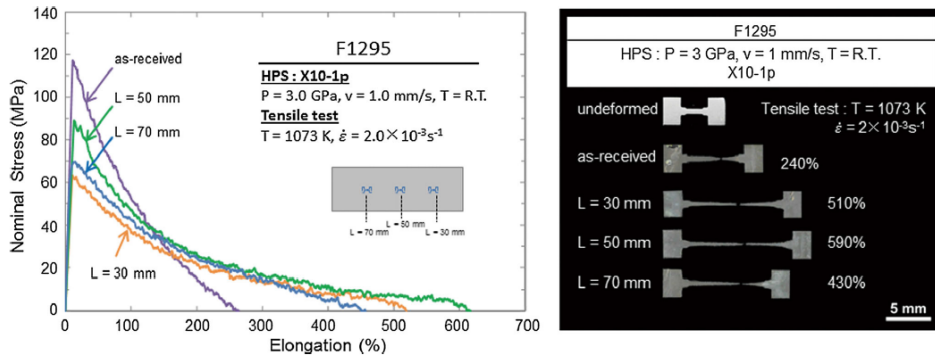 F1295
HPS : X10-1p
P = 3.0 GPa, v = 1.0 mm/s, T = R.T.
Tensile test
T = 1073 K, ε̇ = 2.0×10⁻³s⁻¹
as-received
L = 50 mm
L = 70 mm
L = 30 mm
L = 50 mm
L = 70 mm
L = 30 mm
Nominal Stress (MPa)
140
120
100
80
60
40
20
0
0
100
200
300
400
500
600
700
Elongation (%)
F1295
HPS : P = 3 GPa, v = 1 mm/s, T = R.T.
X10-1p
undeformed
Tensile test : T = 1073 K
ε̇ = 2×10⁻³s⁻¹
as-received
240%
L = 30 mm
510%
L = 50 mm
590%
L = 70 mm
430%
5 mm